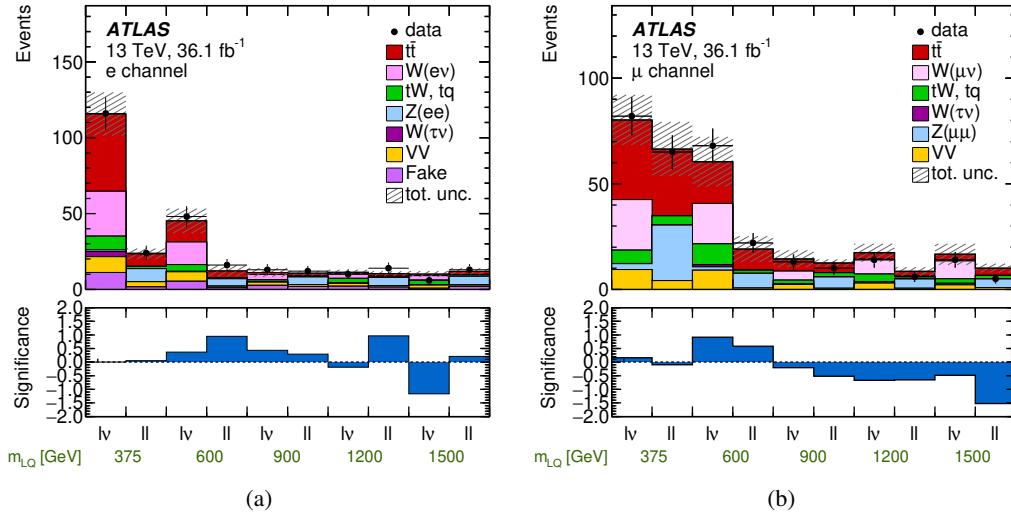 Events
ATLAS
13 TeV, 36.1 fb⁻¹
e channel
data
tt̄
W(eν)
tW, tq
Z(ee)
W(τν)
VV
Fake
tot. unc.
150
100
50
0
Significance
2.0
1.5
1.0
0.5
0.0
−0.5
−1.0
−1.5
−2.0
lν ll lν ll lν ll lν ll lν ll
m_LQ [GeV] 375 600 900 1200 1500
(a)
Events
ATLAS
13 TeV, 36.1 fb⁻¹
μ channel
data
tt̄
W(μν)
tW, tq
W(τν)
Z(μμ)
VV
tot. unc.
100
50
0
Significance
2.0
1.5
1.0
0.5
0.0
−0.5
−1.0
−1.5
−2.0
lν ll lν ll lν ll lν ll lν ll
m_LQ [GeV] 375 600 900 1200 1500
(b)